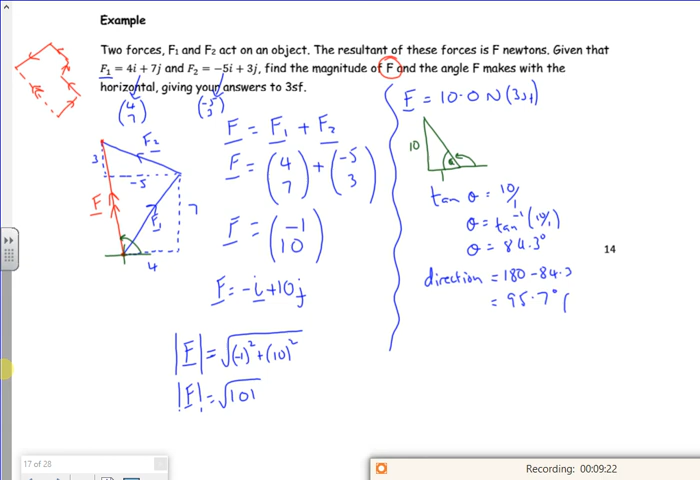 Example
Two forces, F₁ and F₂ act on an object. The resultant of these forces is F newtons. Given that
F₁ = 4i + 7j and F₂ = −5i + 3j, find the magnitude of F and the angle F makes with the
horizontal, giving your answers to 3sf.
(4 7)
(-5 3)
F₂
3
-5
F
F₁
7
4
F = F₁ + F₂
F = (4 7) + (-5 3)
F = (-1 10)
F = -i + 10j
|F| = √(-1)² + (10)²
|F| = √101
F = 10.0 N (3sf)
10
1
tan θ = 10/1
θ = tan⁻¹ (10/1)
θ = 84.3°
direction = 180 - 84.3
= 95.7° (
14
17 of 28
Recording: 00:09:22